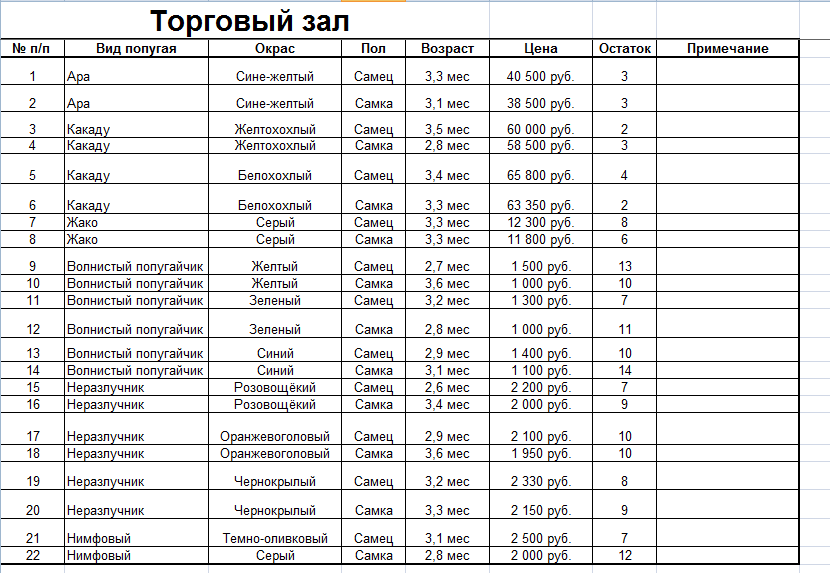 Торговый зал
№ п/п Вид попугая Окрас Пол Возраст Цена Остаток Примечание
1 Ара Сине-желтый Самец 3,3 мес 40 500 руб. 3
2 Ара Сине-желтый Самка 3,1 мес 38 500 руб. 3
3 Какаду Желтохохлый Самец 3,5 мес 60 000 руб. 2
4 Какаду Желтохохлый Самка 2,8 мес 58 500 руб. 3
5 Какаду Белохохлый Самец 3,4 мес 65 800 руб. 4
6 Какаду Белохохлый Самка 3,3 мес 63 350 руб. 2
7 Жако Серый Самец 3,3 мес 12 300 руб. 8
8 Жако Серый Самка 3,3 мес 11 800 руб. 6
9 Волнистый попугайчик Желтый Самец 2,7 мес 1 500 руб. 13
10 Волнистый попугайчик Желтый Самка 3,6 мес 1 000 руб. 10
11 Волнистый попугайчик Зеленый Самец 3,2 мес 1 300 руб. 7
12 Волнистый попугайчик Зеленый Самка 2,8 мес 1 000 руб. 11
13 Волнистый попугайчик Синий Самец 2,9 мес 1 400 руб. 10
14 Волнистый попугайчик Синий Самка 3,1 мес 1 100 руб. 14
15 Неразлучник Розовощёкий Самец 2,6 мес 2 200 руб. 7
16 Неразлучник Розовощёкий Самка 3,4 мес 2 000 руб. 9
17 Неразлучник Оранжевоголовый Самец 2,9 мес 2 100 руб. 10
18 Неразлучник Оранжевоголовый Самка 3,6 мес 1 950 руб. 10
19 Неразлучник Чернокрылый Самец 3,2 мес 2 330 руб. 8
20 Неразлучник Чернокрылый Самка 3,3 мес 2 150 руб. 9
21 Нимфовый Темно-оливковый Самец 3,1 мес 2 500 руб. 7
22 Нимфовый Серый Самка 2,8 мес 2 000 руб. 12